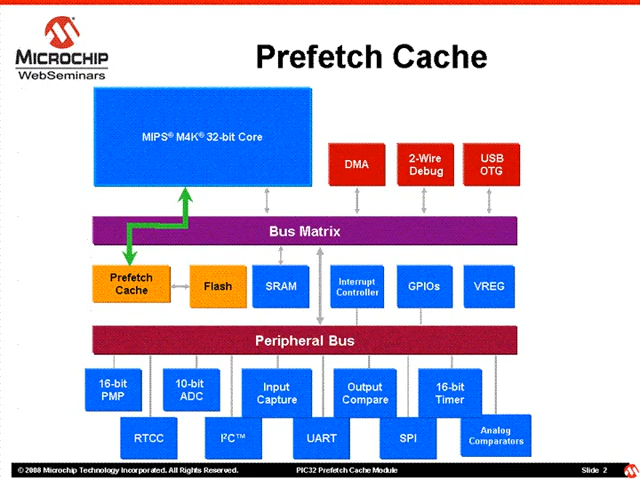 MICROCHIP
WebSeminars
Prefetch Cache
MIPS® M4K® 32-bit Core
DMA
2-Wire
Debug
USB
OTG
Bus Matrix
Prefetch
Cache
Flash
SRAM
Interrupt
Controller
GPIOs
VREG
Peripheral Bus
16-bit
PMP
10-bit
ADC
Input
Capture
Output
Compare
16-bit
Timer
RTCC
I²C™
UART
SPI
Analog
Comparators
© 2008 Microchip Technology Incorporated. All Rights Reserved.
PIC32 Prefetch Cache Module
Slide 2